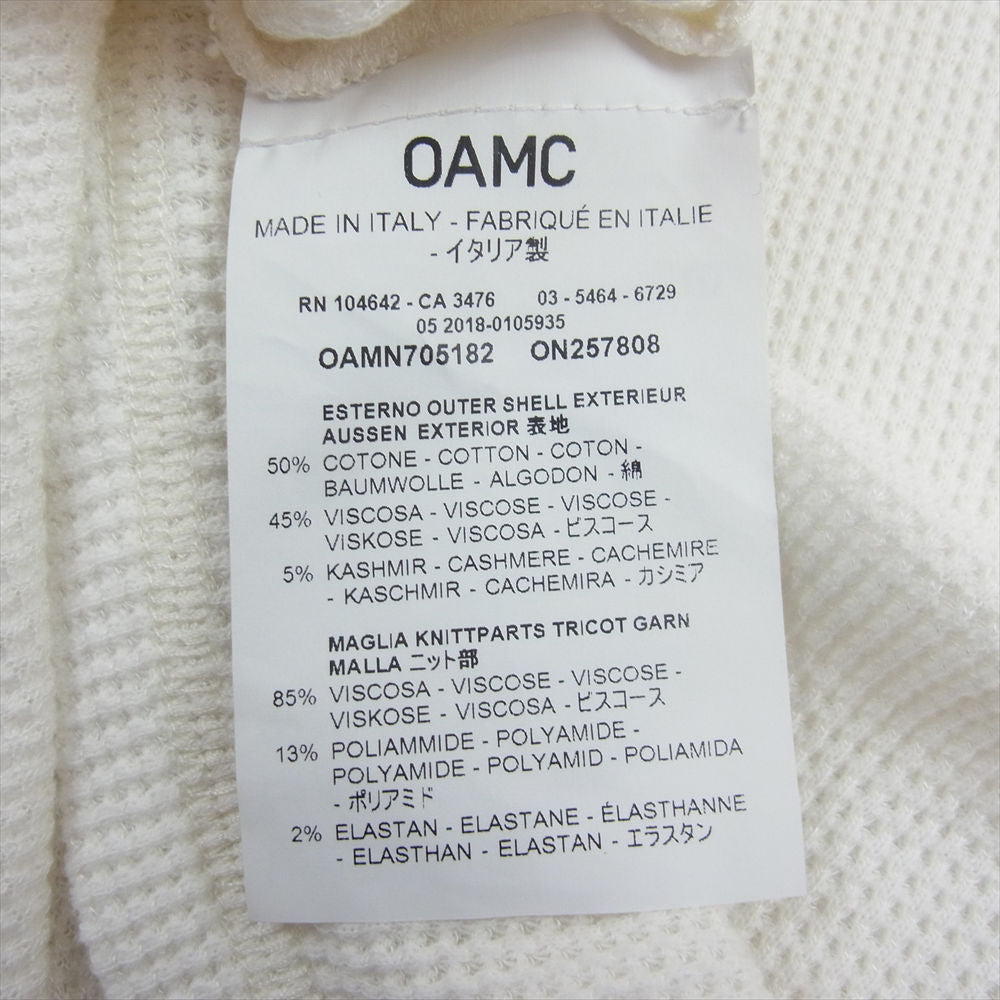 OAMC
MADE IN ITALY - FABRIQUÉ EN ITALIE
- イタリア製
RN 104642 - CA 3476 03 - 5464 - 6729
05 2018-0105935
OAMN705182 ON257808
ESTERNO OUTER SHELL EXTERIEUR
AUSSEN EXTERIOR 表地
50% COTONE - COTTON - COTON -
BAUMWOLLE - ALGODON - 綿
45% VISCOSA - VISCOSE - VISCOSE -
VISKOSE - VISCOSA - ビスコース
5% KASHMIR - CASHMERE - CACHEMIRE
- KASCHMIR - CACHEMIRA - カシミア
MAGLIA KNITTPARTS TRICOT GARN
MALLA ニット部
85% VISCOSA - VISCOSE - VISCOSE -
VISKOSE - VISCOSA - ビスコース
13% POLIAMMIDE - POLYAMIDE -
POLYAMIDE - POLYAMID - POLIAMIDA
- ポリアミド
2% ELASTAN - ELASTANE - ÉLASTHANNE
- ELASTHAN - ELASTAN - エラスタン